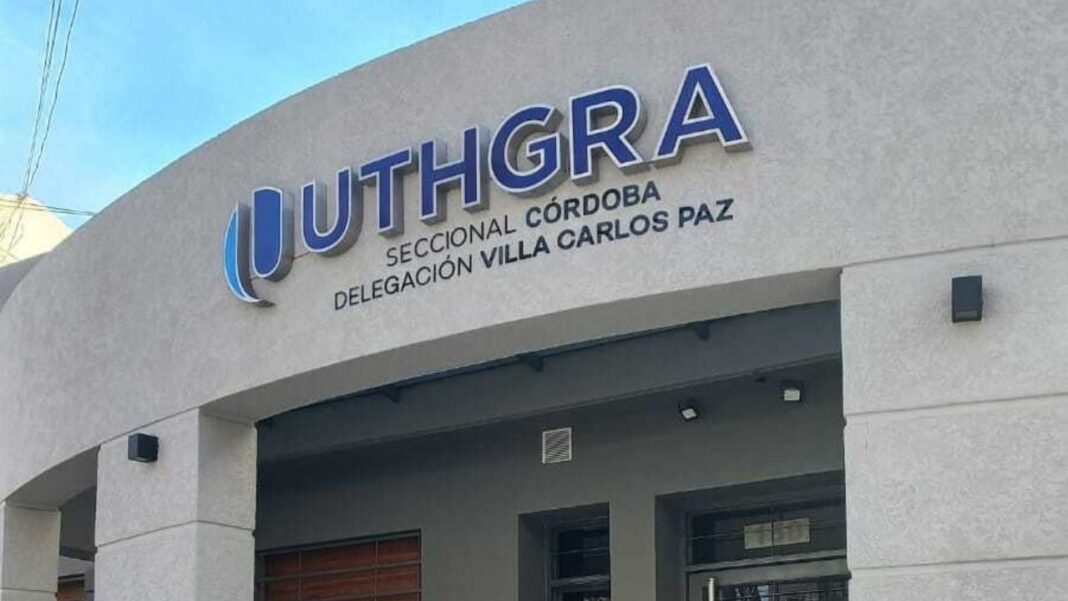 UTHGRA
SECCIONAL CÓRDOBA
DELEGACIÓN VILLA CARLOS PAZ